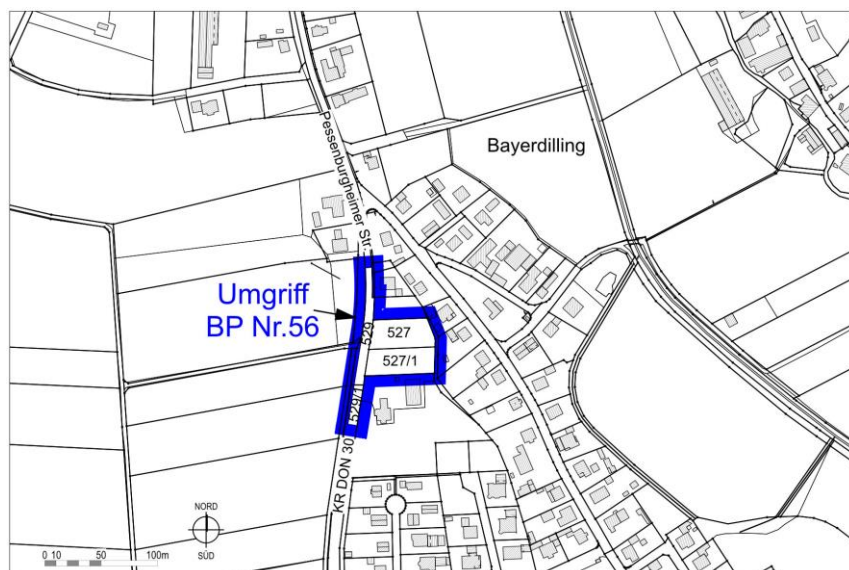 Pessenburgheimer Str.
Bayerdilling
Umgriff
BP Nr.56
529
527
527/1
529/1
KR DON 30
NORD
SÜD
0 10 50 100m